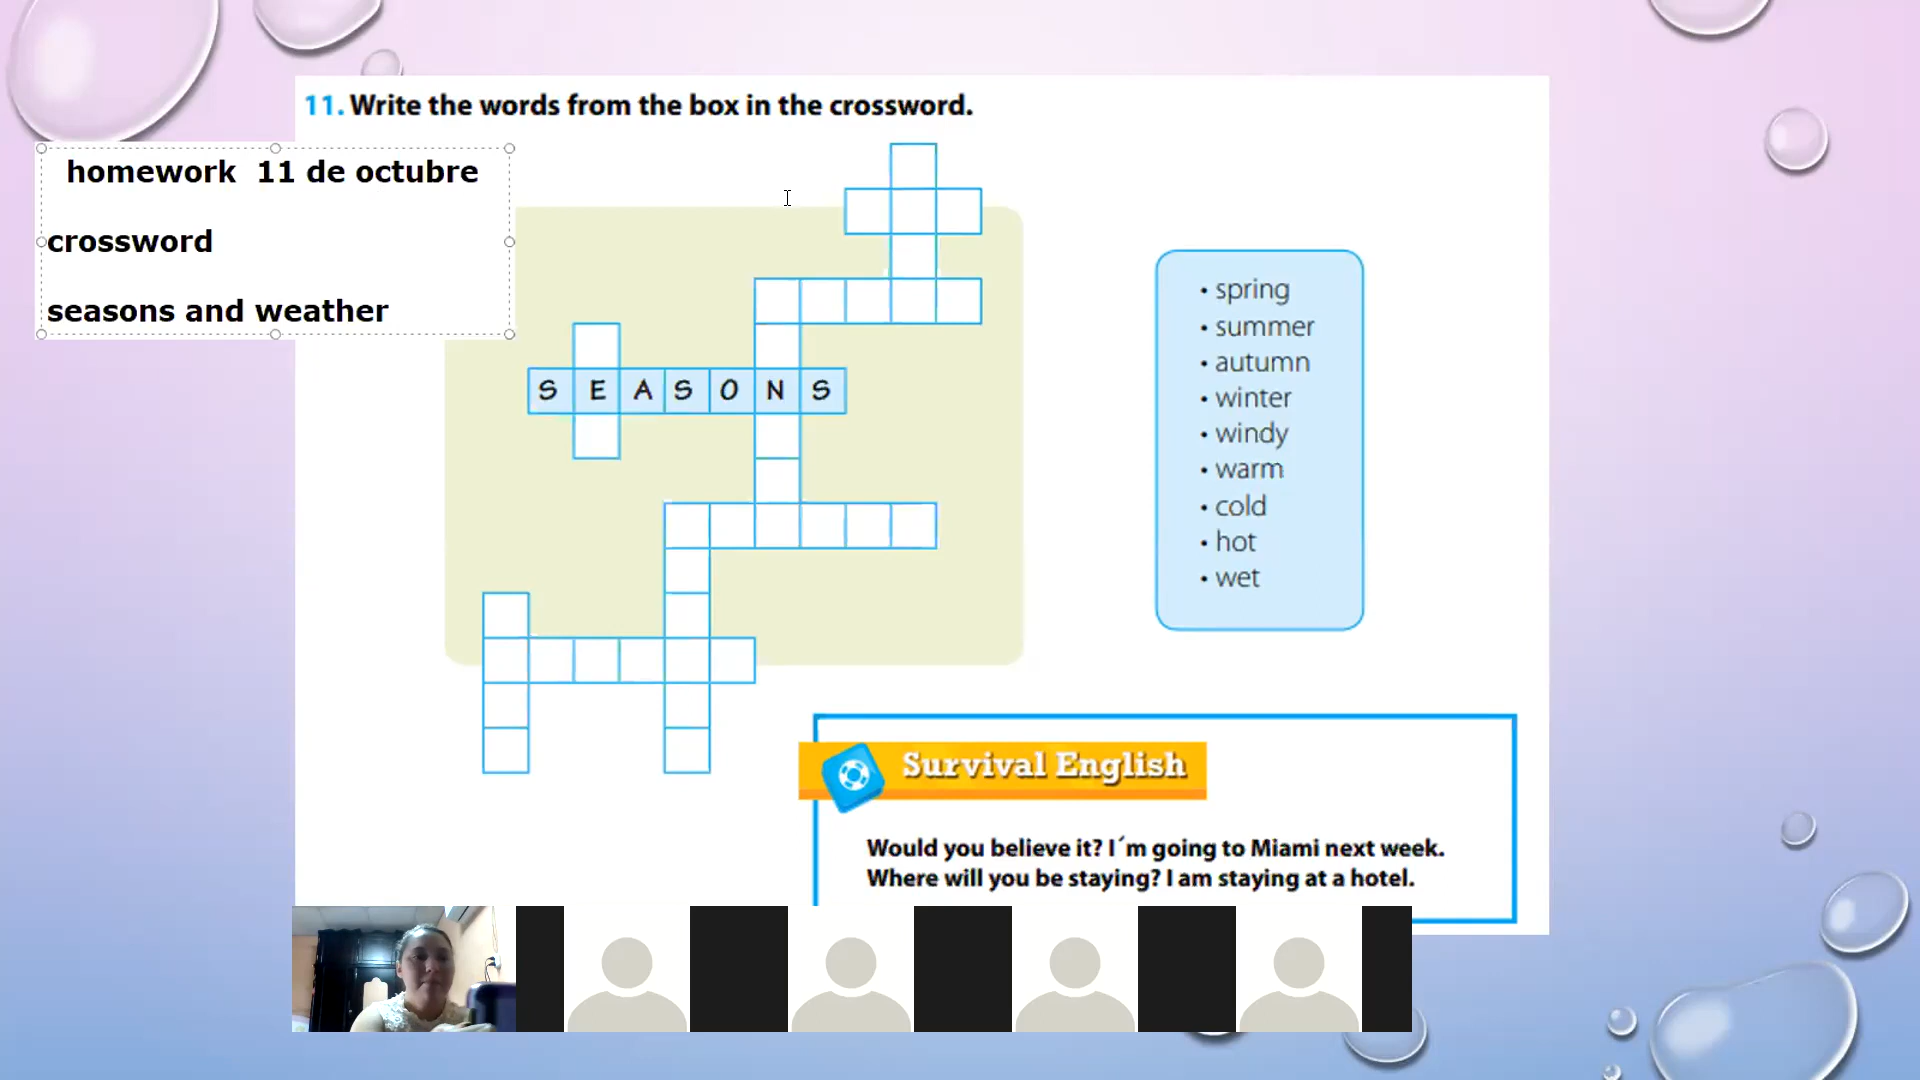 11. Write the words from the box in the crossword.
homework 11 de octubre
crossword
seasons and weather
SEASONS
• spring
• summer
• autumn
• winter
• windy
• warm
• cold
• hot
• wet
Survival English
Would you believe it? I´m going to Miami next week.
Where will you be staying? I am staying at a hotel.